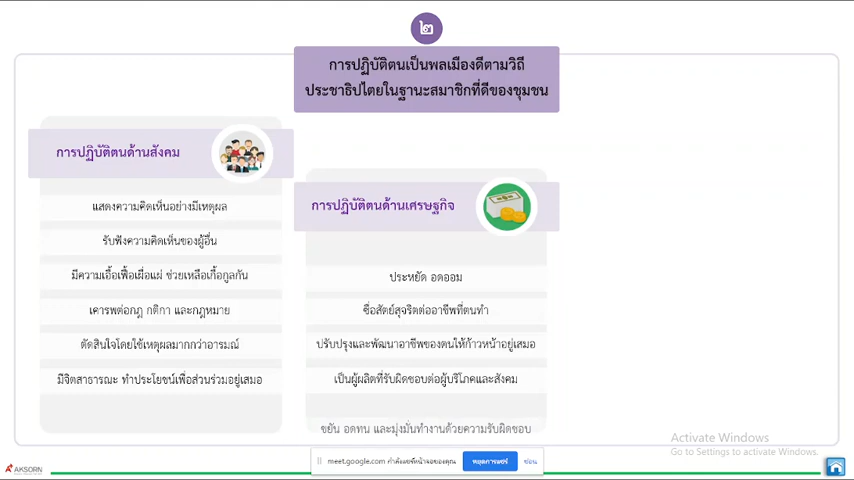 ๒
การปฏิบัติตนเป็นพลเมืองดีตามวิถี
ประชาธิปไตยในฐานะสมาชิกที่ดีของชุมชน
การปฏิบัติตนด้านสังคม
แสดงความคิดเห็นอย่างมีเหตุผล
รับฟังความคิดเห็นของผู้อื่น
มีความเอื้อเฟื้อเผื่อแผ่ ช่วยเหลือเกื้อกูลกัน
เคารพต่อกฎ กติกา และกฎหมาย
ตัดสินใจโดยใช้เหตุผลมากกว่าอารมณ์
มีจิตสาธารณะ ทำประโยชน์เพื่อส่วนร่วมอยู่เสมอ
การปฏิบัติตนด้านเศรษฐกิจ
ประหยัด อดออม
ซื่อสัตย์สุจริตต่ออาชีพที่ตนทำ
ปรับปรุงและพัฒนาอาชีพของตนให้ก้าวหน้าอยู่เสมอ
เป็นผู้ผลิตที่รับผิดชอบต่อผู้บริโภคและสังคม
ขยัน อดทน และมุ่งมั่นทำงานด้วยความรับผิดชอบ
Activate Windows
Go to Settings to activate Windows.
meet.google.com กำลังแชร์หน้าจอของคุณ
หยุดการแชร์
ซ่อน
AKSORN